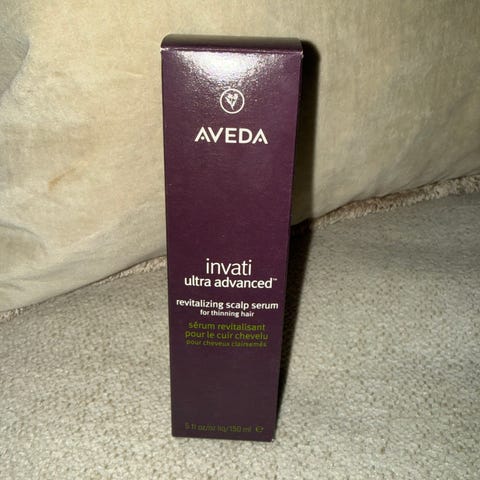 AVEDA
invati
ultra advanced™
revitalizing scalp serum
for thinning hair
sérum revitalisant
pour le cuir chevelu
pour cheveux clairsemés
5 fl oz/oz liq/150 ml ℮